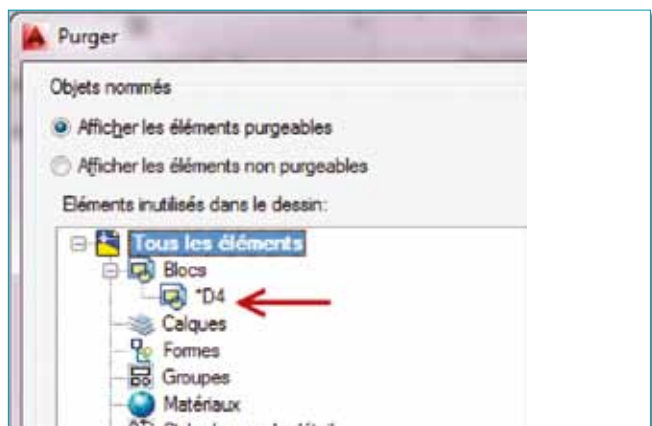 Purger
Objets nommés
Afficher les éléments purgeables
Afficher les éléments non purgeables
Eléments inutilisés dans le dessin:
Tous les éléments
Blocs
*D4
Calques
Formes
Groupes
Matériaux